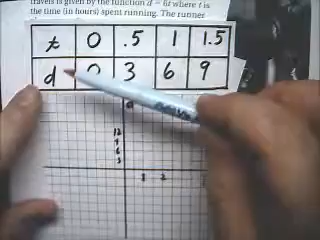 travels is given by the function d = 6t where t is
the time (in hours) spent running. The runner
t 0 .5 1 1.5
d 0 3 6 9
d
12
9
6
3
1 2